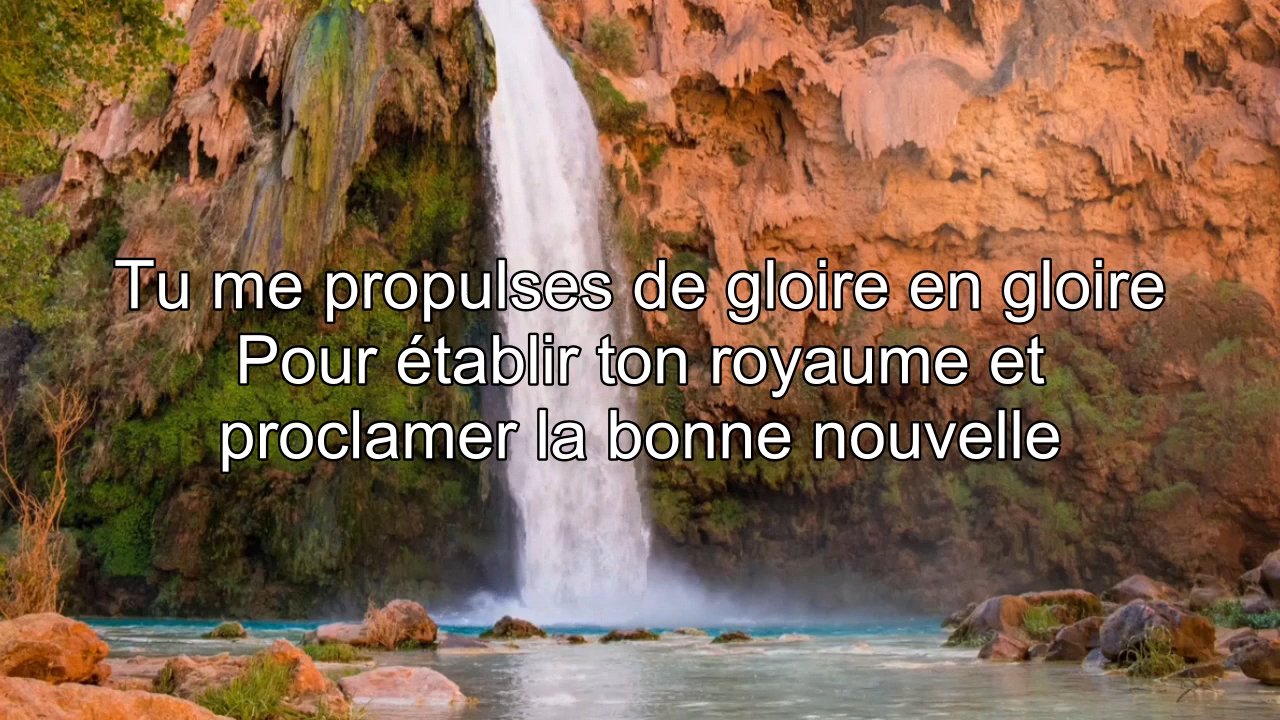 Tu me propulses de gloire en gloire
Pour établir ton royaume et
proclamer la bonne nouvelle